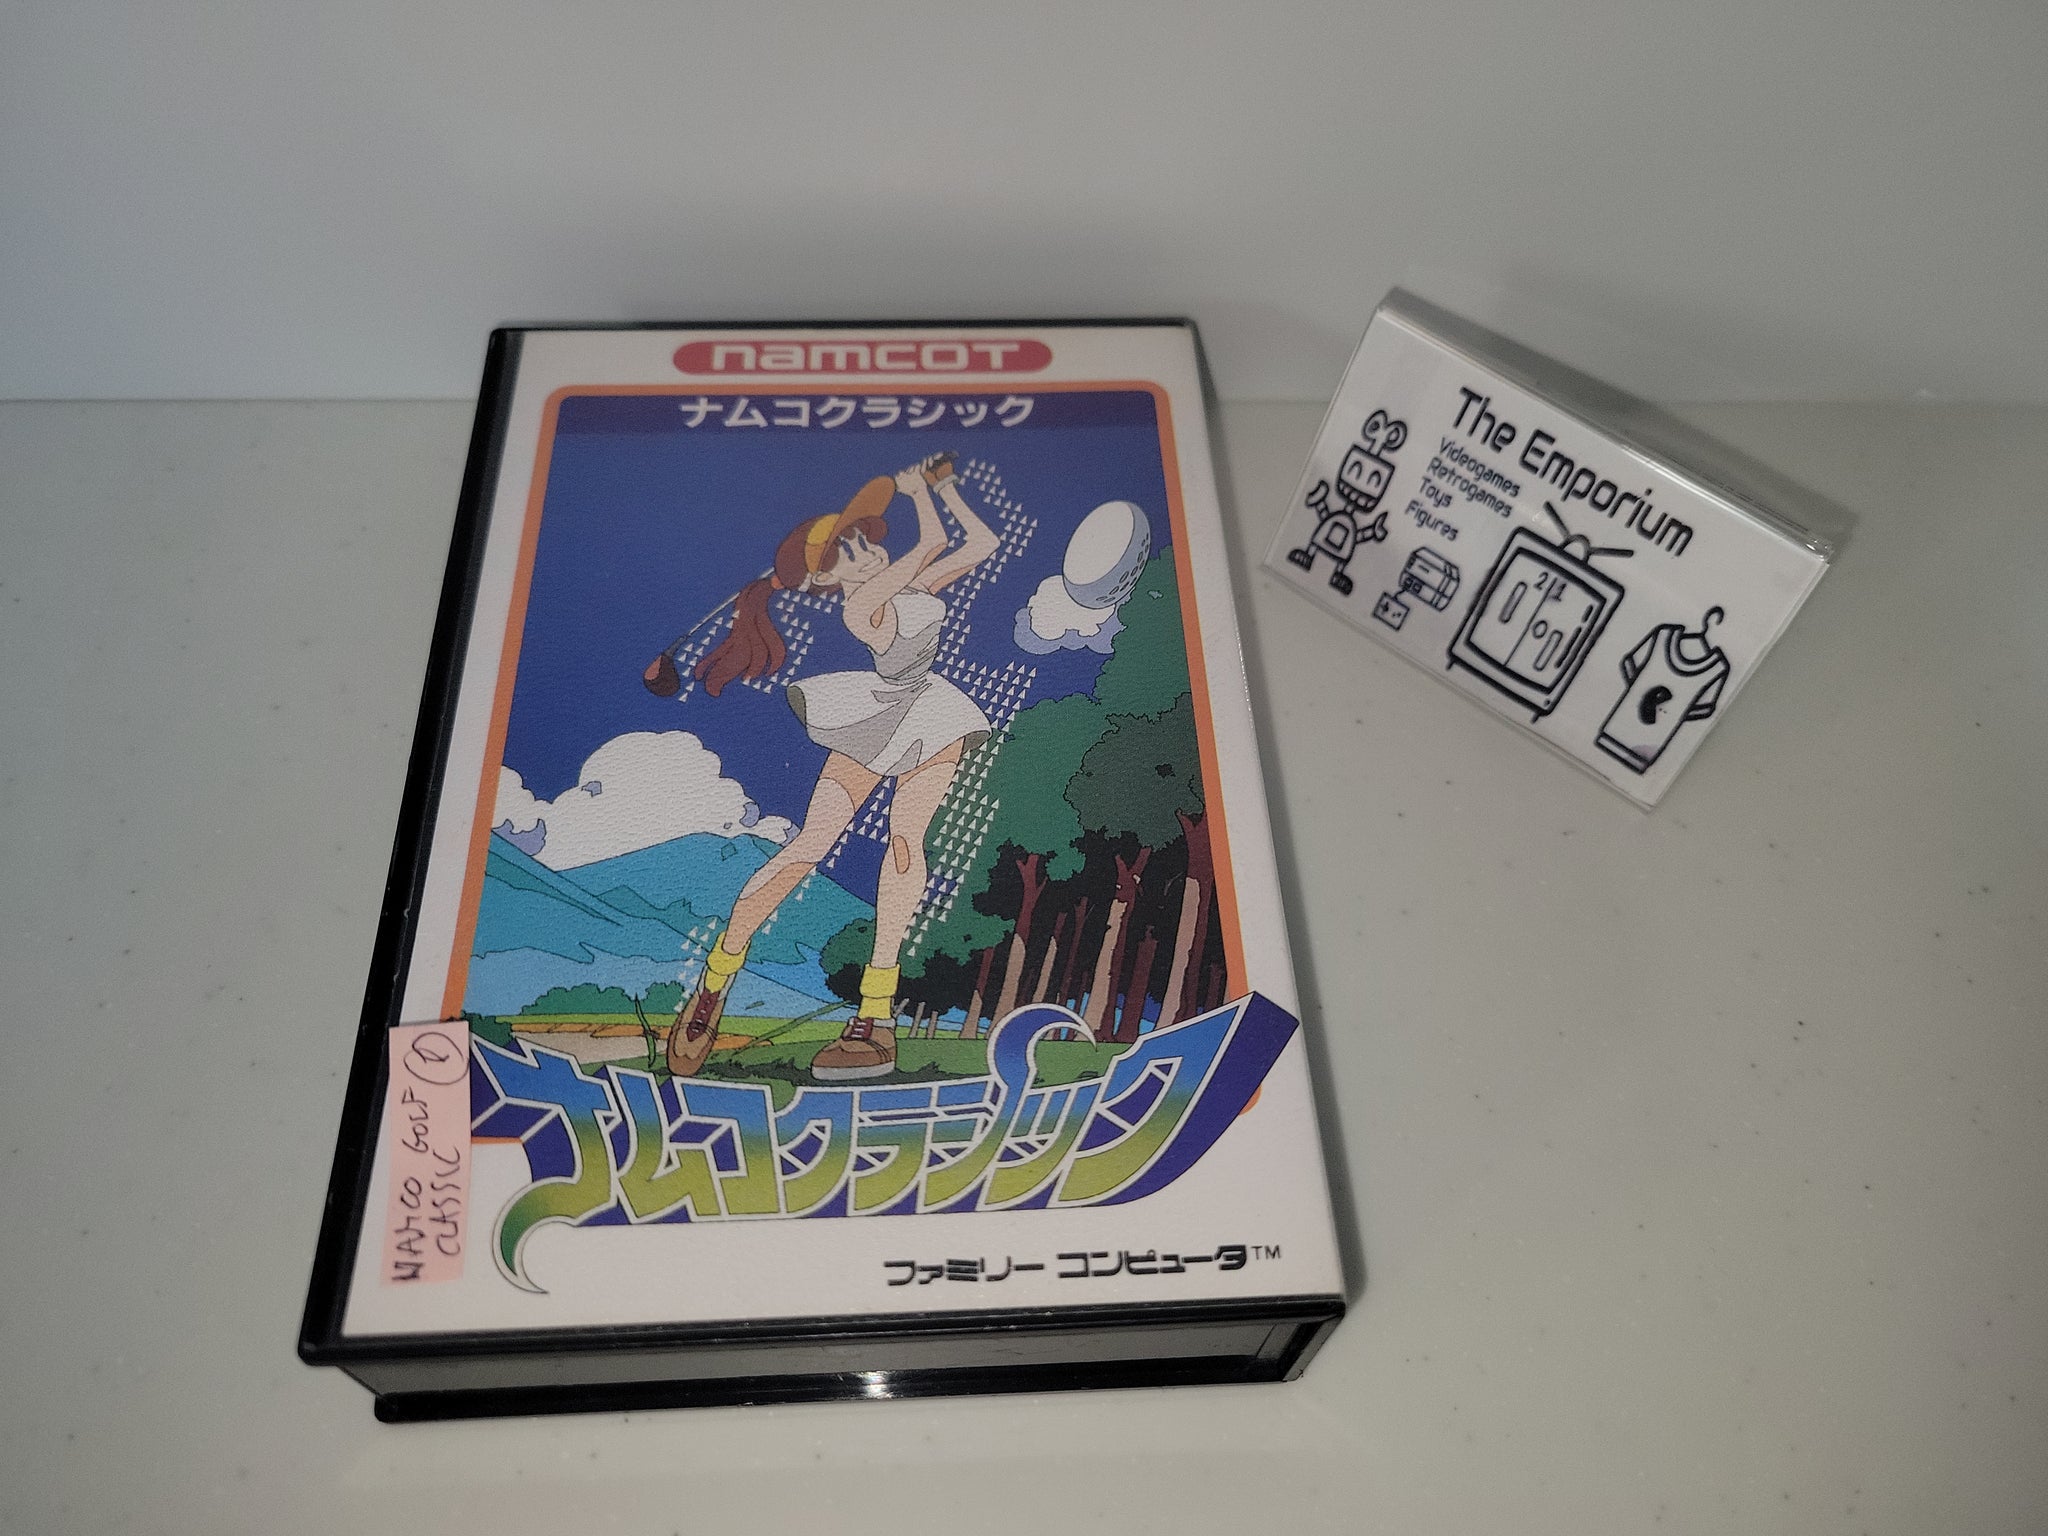 namcot
ナムコクラシック
ナムコクラシック
ファミリー コンピュータ™
NAMCO GOLF
CLASSIC
The Emporium
Videogames
Retrogames
Toys
Figures
2 1